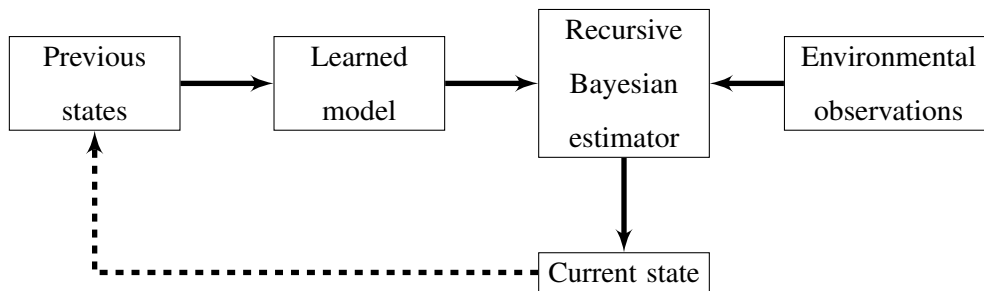 Previous
states
Learned
model
Recursive
Bayesian
estimator
Environmental
observations
Current state